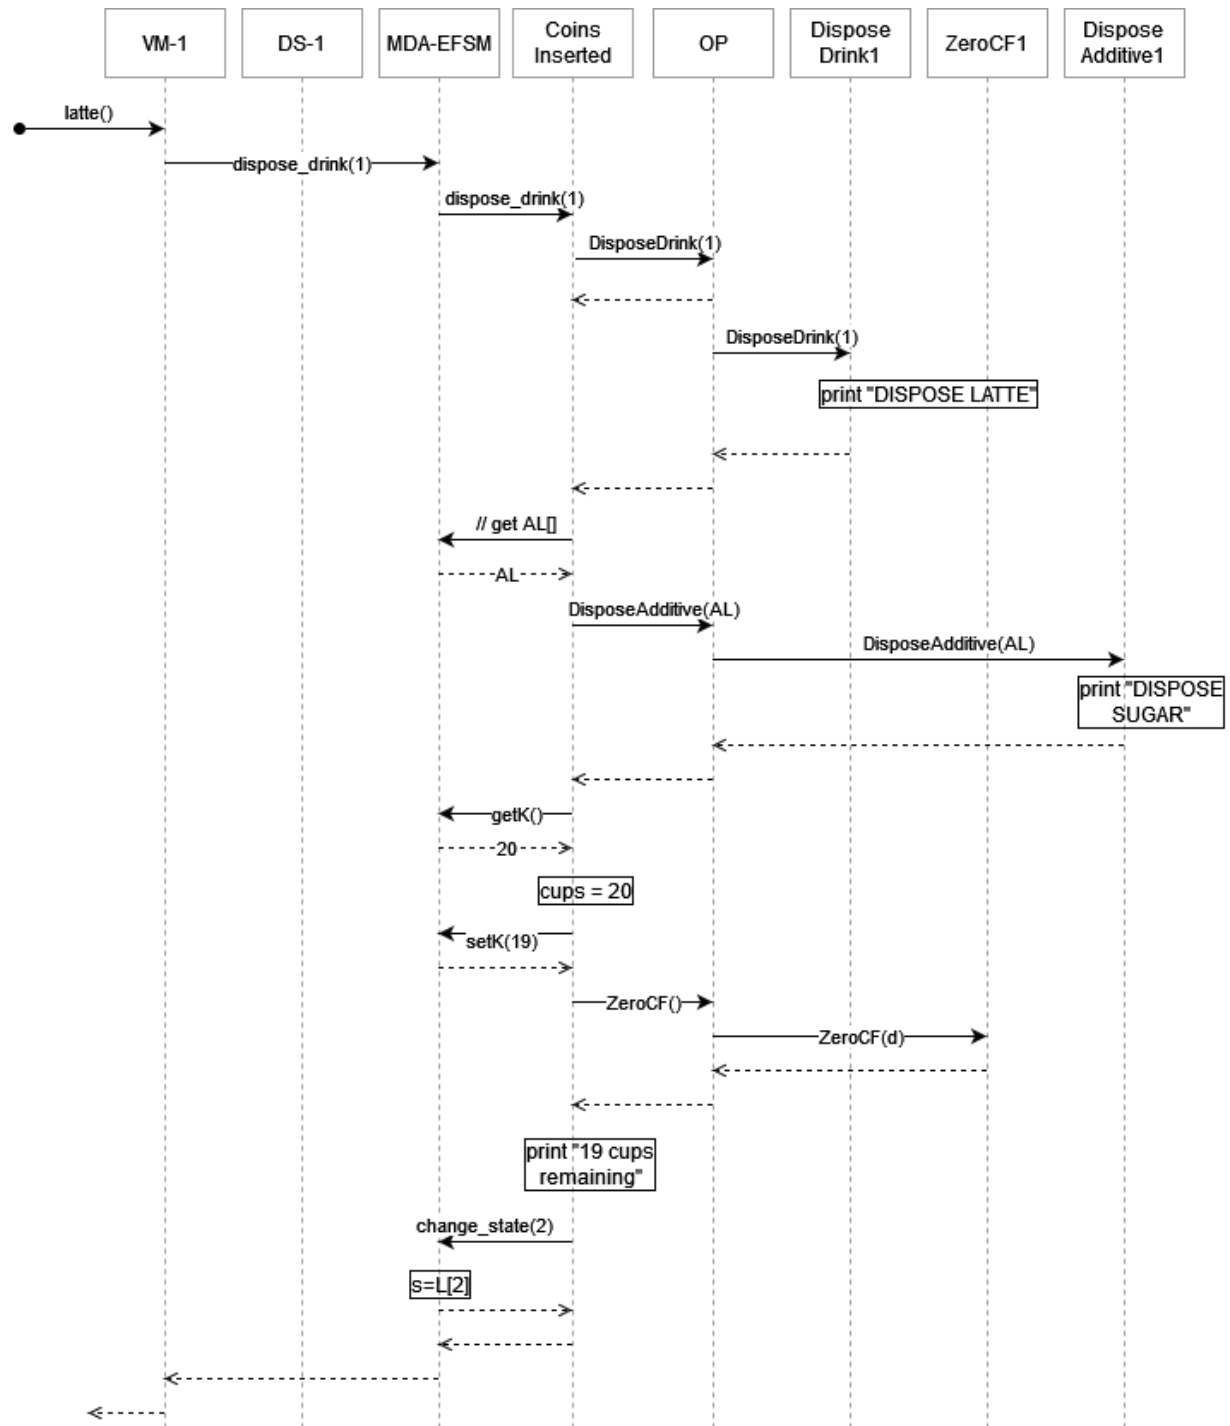 VM-1
DS-1
MDA-EFSM
Coins
Inserted
OP
Dispose
Drink1
ZeroCF1
Dispose
Additive1
latte()
dispose_drink(1)
dispose_drink(1)
DisposeDrink(1)
DisposeDrink(1)
print "DISPOSE LATTE"
// get AL[]
AL
DisposeAdditive(AL)
DisposeAdditive(AL)
print "DISPOSE
SUGAR"
getK()
20
cups = 20
setK(19)
ZeroCF()
ZeroCF(d)
print "19 cups
remaining"
change_state(2)
s=L[2]